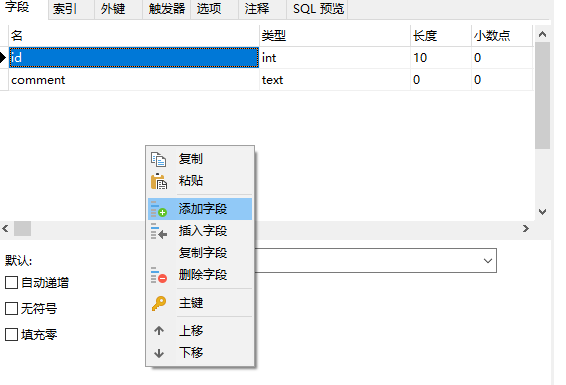 字段 索引 外键 触发器 选项 注释 SQL 预览
名 类型 长度 小数点
id int 10 0
comment text 0 0
复制
粘贴
添加字段
插入字段
复制字段
删除字段
主键
上移
下移
默认:
自动递增
无符号
填充零